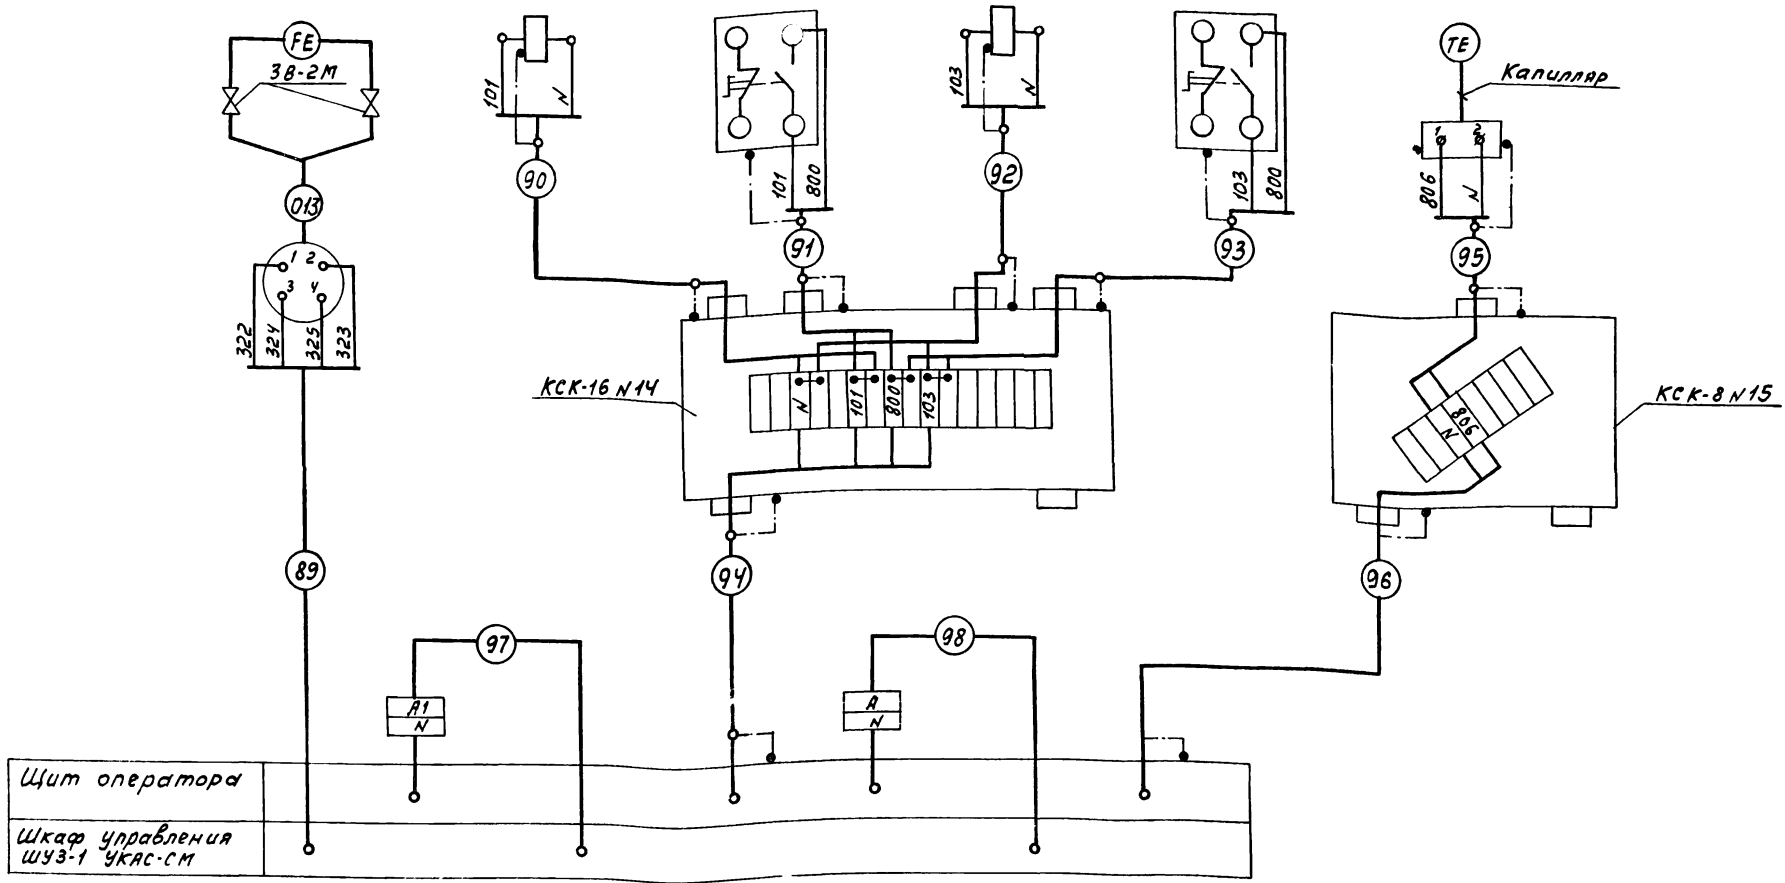 FE
3В-2М
013
1 2
3 4
322
324
325
323
89
101
N
90
101
800
91
103
N
92
103
800
93
TE
Капилляр
1 2
806
N
95
КСК-16 N14
N
101
800
103
КСК-8 N15
806
N
94
96
97
A1
N
98
A
N
Щит оператора
Шкаф управления
ШУЗ-1 УКАС-СМ